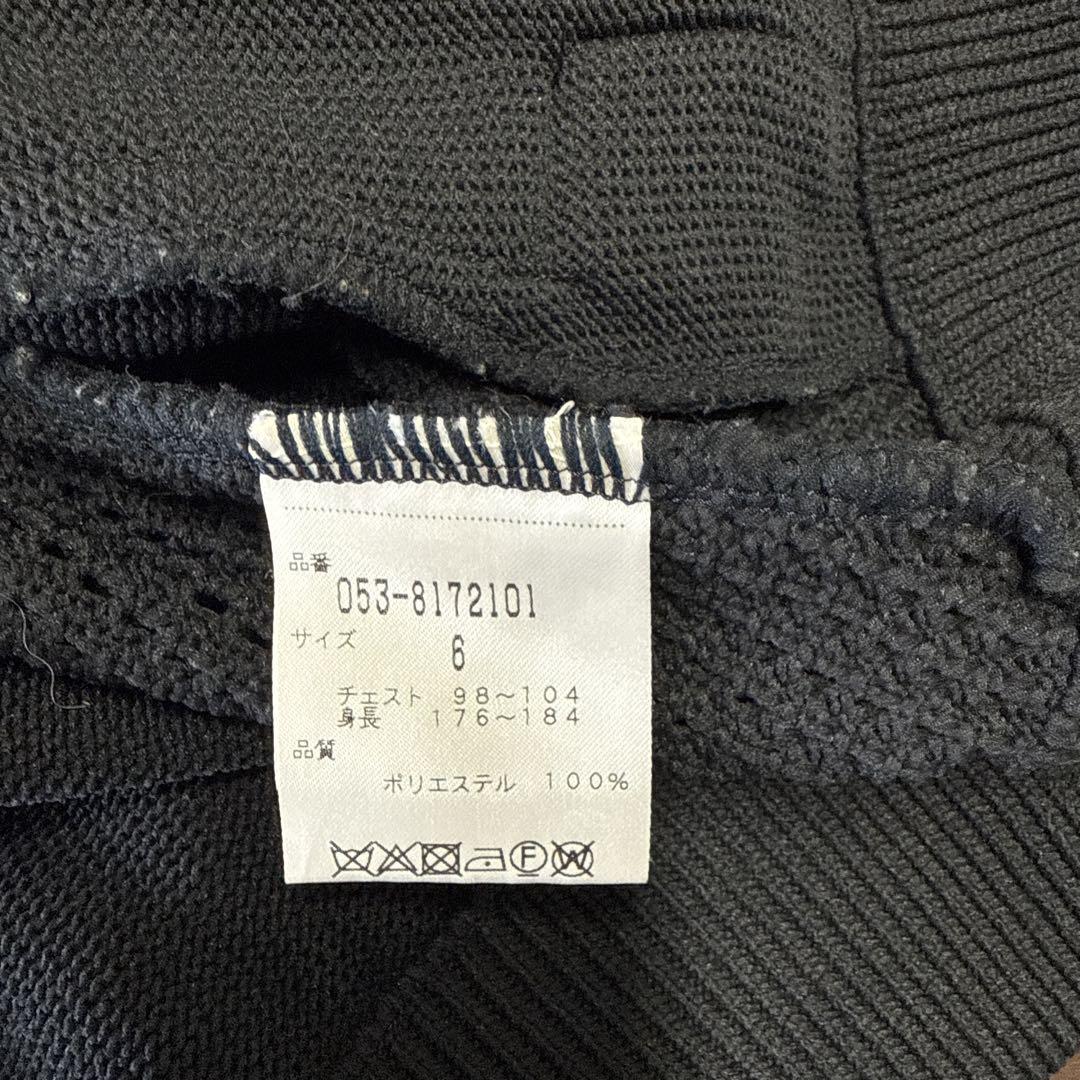 品番
053-8172101
サイズ
6
チェスト 98〜104
身長 176〜184
品質
ポリエステル 100%
F W